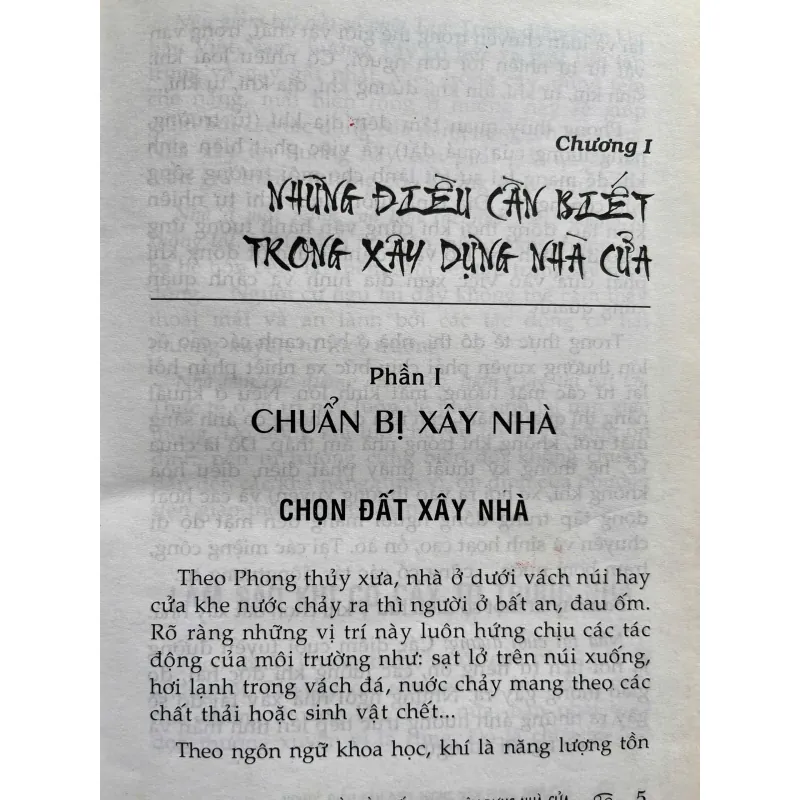 Chương I
NHỮNG ĐIỀU CẦN BIẾT
TRONG XÂY DỰNG NHÀ CỬA
Phần I
CHUẨN BỊ XÂY NHÀ
CHỌN ĐẤT XÂY NHÀ
Theo Phong thủy xưa, nhà ở dưới vách núi hay
cửa khe nước chảy ra thì người ở bất an, đau ốm.
Rõ ràng những vị trí này luôn hứng chịu các tác
động của môi trường như: sạt lở trên núi xuống,
hơi lạnh trong vách đá, nước chảy mang theo các
chất thải hoặc sinh vật chết...
Theo ngôn ngữ khoa học, khí là năng lượng tồn
5